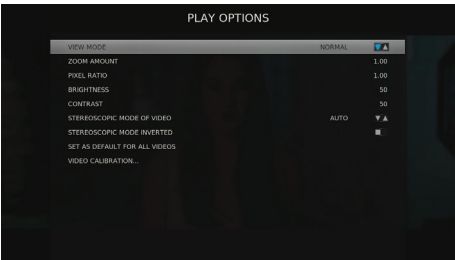 PLAY OPTIONS
VIEW MODE NORMAL
ZOOM AMOUNT 1.00
PIXEL RATIO 1.00
BRIGHTNESS 50
CONTRAST 50
STEREOSCOPIC MODE OF VIDEO AUTO
STEREOSCOPIC MODE INVERTED
SET AS DEFAULT FOR ALL VIDEOS
VIDEO CALIBRATION...